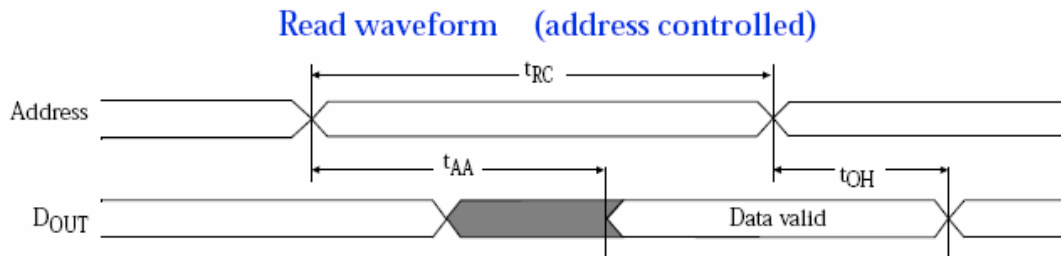 Read waveform (address controlled)
tRC
Address
tAA
tOH
DOUT
Data valid